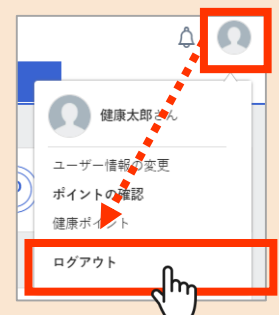 健康太郎さん
ユーザー情報の変更
ポイントの確認
健康ポイント
ログアウト